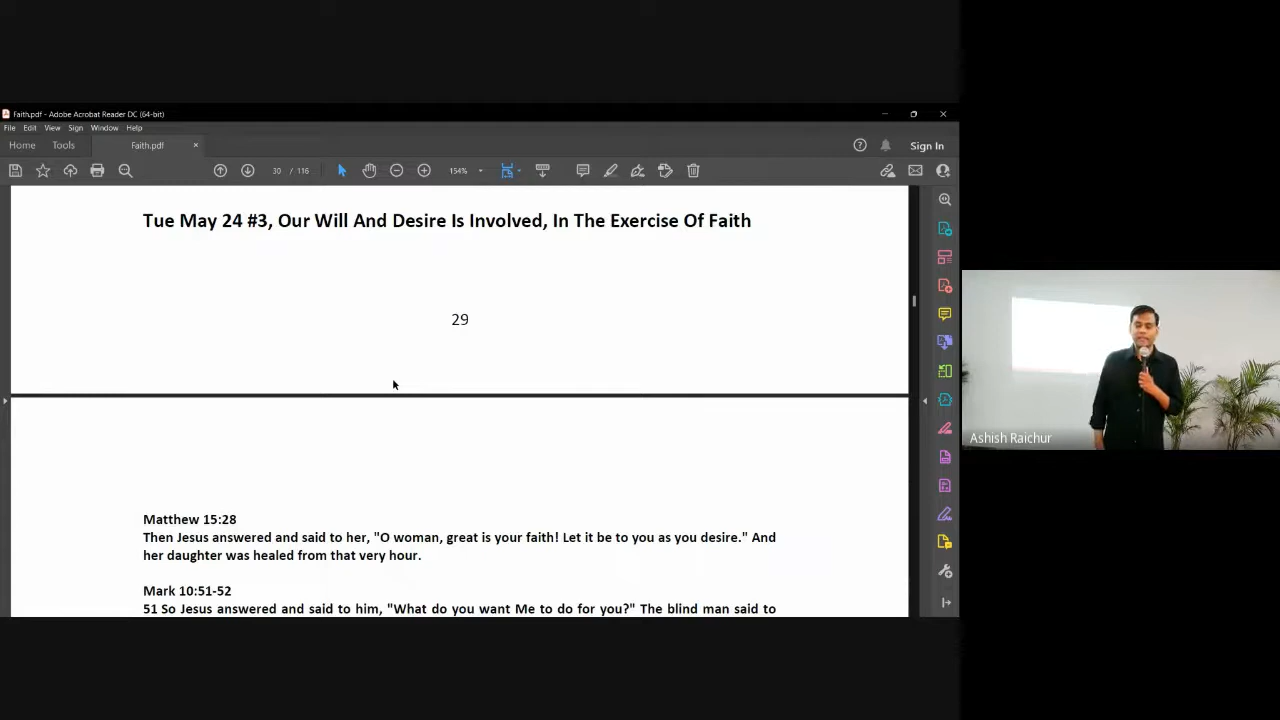 Faith.pdf - Adobe Acrobat Reader DC (64-bit)
File Edit View Sign Window Help
Home Tools Faith.pdf × Sign In
30 / 116 154%
Tue May 24 #3, Our Will And Desire Is Involved, In The Exercise Of Faith
29
Matthew 15:28
Then Jesus answered and said to her, "O woman, great is your faith! Let it be to you as you desire." And
her daughter was healed from that very hour.
Mark 10:51-52
51 So Jesus answered and said to him, "What do you want Me to do for you?" The blind man said to
Ashish Raichur